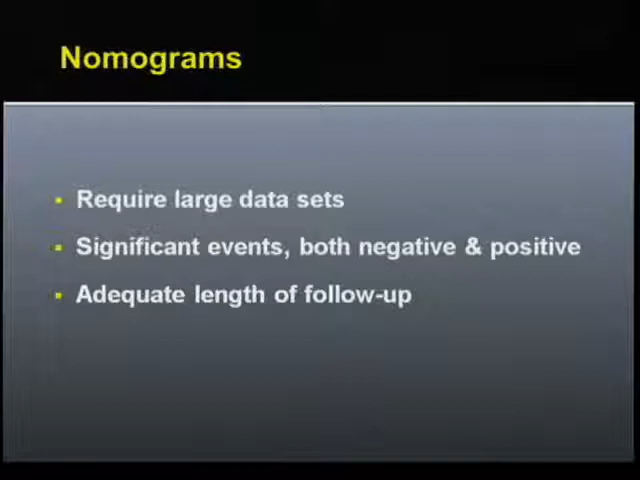 Nomograms
Require large data sets
Significant events, both negative & positive
Adequate length of follow-up